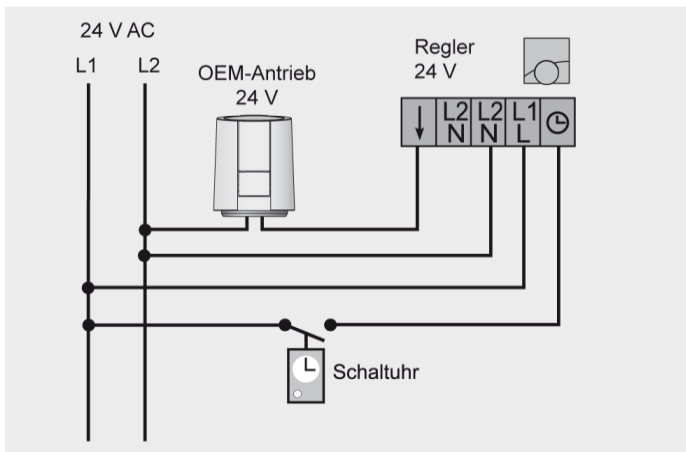 24 V AC
L1 L2
OEM-Antrieb
24 V
Regler
24 V
L2 L2 L1
N N L
Schaltuhr